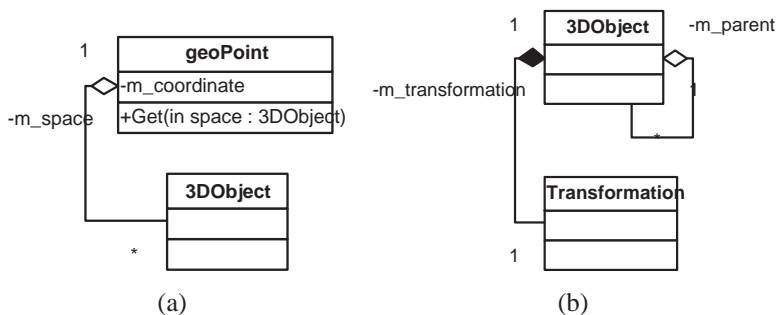 1
geoPoint
-m_coordinate
-m_space
+Get(in space : 3DObject)
3DObject
*
(a)
1
3DObject
-m_parent
-m_transformation
1
*
Transformation
1
(b)